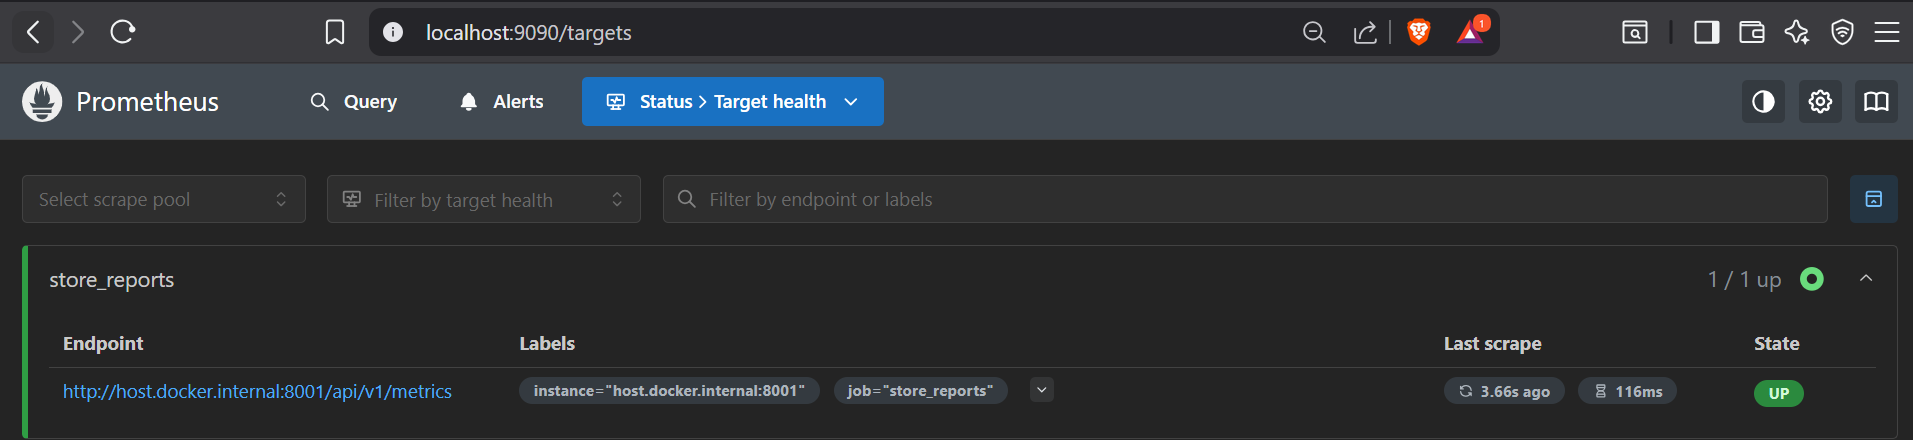 localhost:9090/targets
1
Prometheus
Query
Alerts
Status > Target health
Select scrape pool
Filter by target health
Filter by endpoint or labels
store_reports
1 / 1 up
Endpoint Labels Last scrape State
http://host.docker.internal:8001/api/v1/metrics instance="host.docker.internal:8001" job="store_reports" 3.66s ago 116ms UP